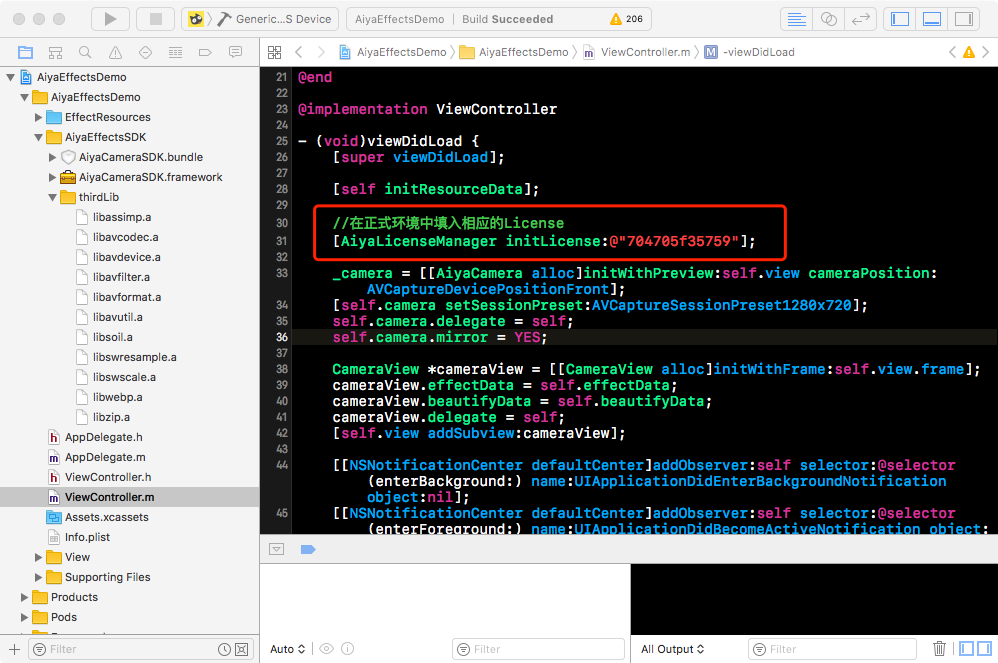 Generic...S Device
AiyaEffectsDemo | Build Succeeded
206
AiyaEffectsDemo
AiyaEffectsDemo
ViewController.m
-viewDidLoad
AiyaEffectsDemo
AiyaEffectsDemo
EffectResources
AiyaEffectsSDK
AiyaCameraSDK.bundle
AiyaCameraSDK.framework
thirdLib
libassimp.a
libavcodec.a
libavdevice.a
libavfilter.a
libavformat.a
libavutil.a
libsoil.a
libswresample.a
libswscale.a
libwebp.a
libzip.a
AppDelegate.h
AppDelegate.m
ViewController.h
ViewController.m
Assets.xcassets
Info.plist
View
Supporting Files
Products
Pods
Filter
21 @end
22
23 @implementation ViewController
24
25 - (void)viewDidLoad {
26 [super viewDidLoad];
27
28 [self initResourceData];
29
30 //在正式环境中填入相应的License
31 [AiyaLicenseManager initLicense:@"704705f35759"];
32
33 _camera = [[AiyaCamera alloc]initWithPreview:self.view cameraPosition:
AVCaptureDevicePositionFront];
34 [self.camera setSessionPreset:AVCaptureSessionPreset1280x720];
35 self.camera.delegate = self;
36 self.camera.mirror = YES;
37
38 CameraView *cameraView = [[CameraView alloc]initWithFrame:self.view.frame];
39 cameraView.effectData = self.effectData;
40 cameraView.beautifyData = self.beautifyData;
41 cameraView.delegate = self;
42 [self.view addSubview:cameraView];
43
44 [[NSNotificationCenter defaultCenter]addObserver:self selector:@selector
(enterBackground:) name:UIApplicationDidEnterBackgroundNotification
object:nil];
45 [[NSNotificationCenter defaultCenter]addObserver:self selector:@selector
(enterForeground:) name:UIApplicationDidBecomeActiveNotification object:
Auto
Filter
All Output
Filter